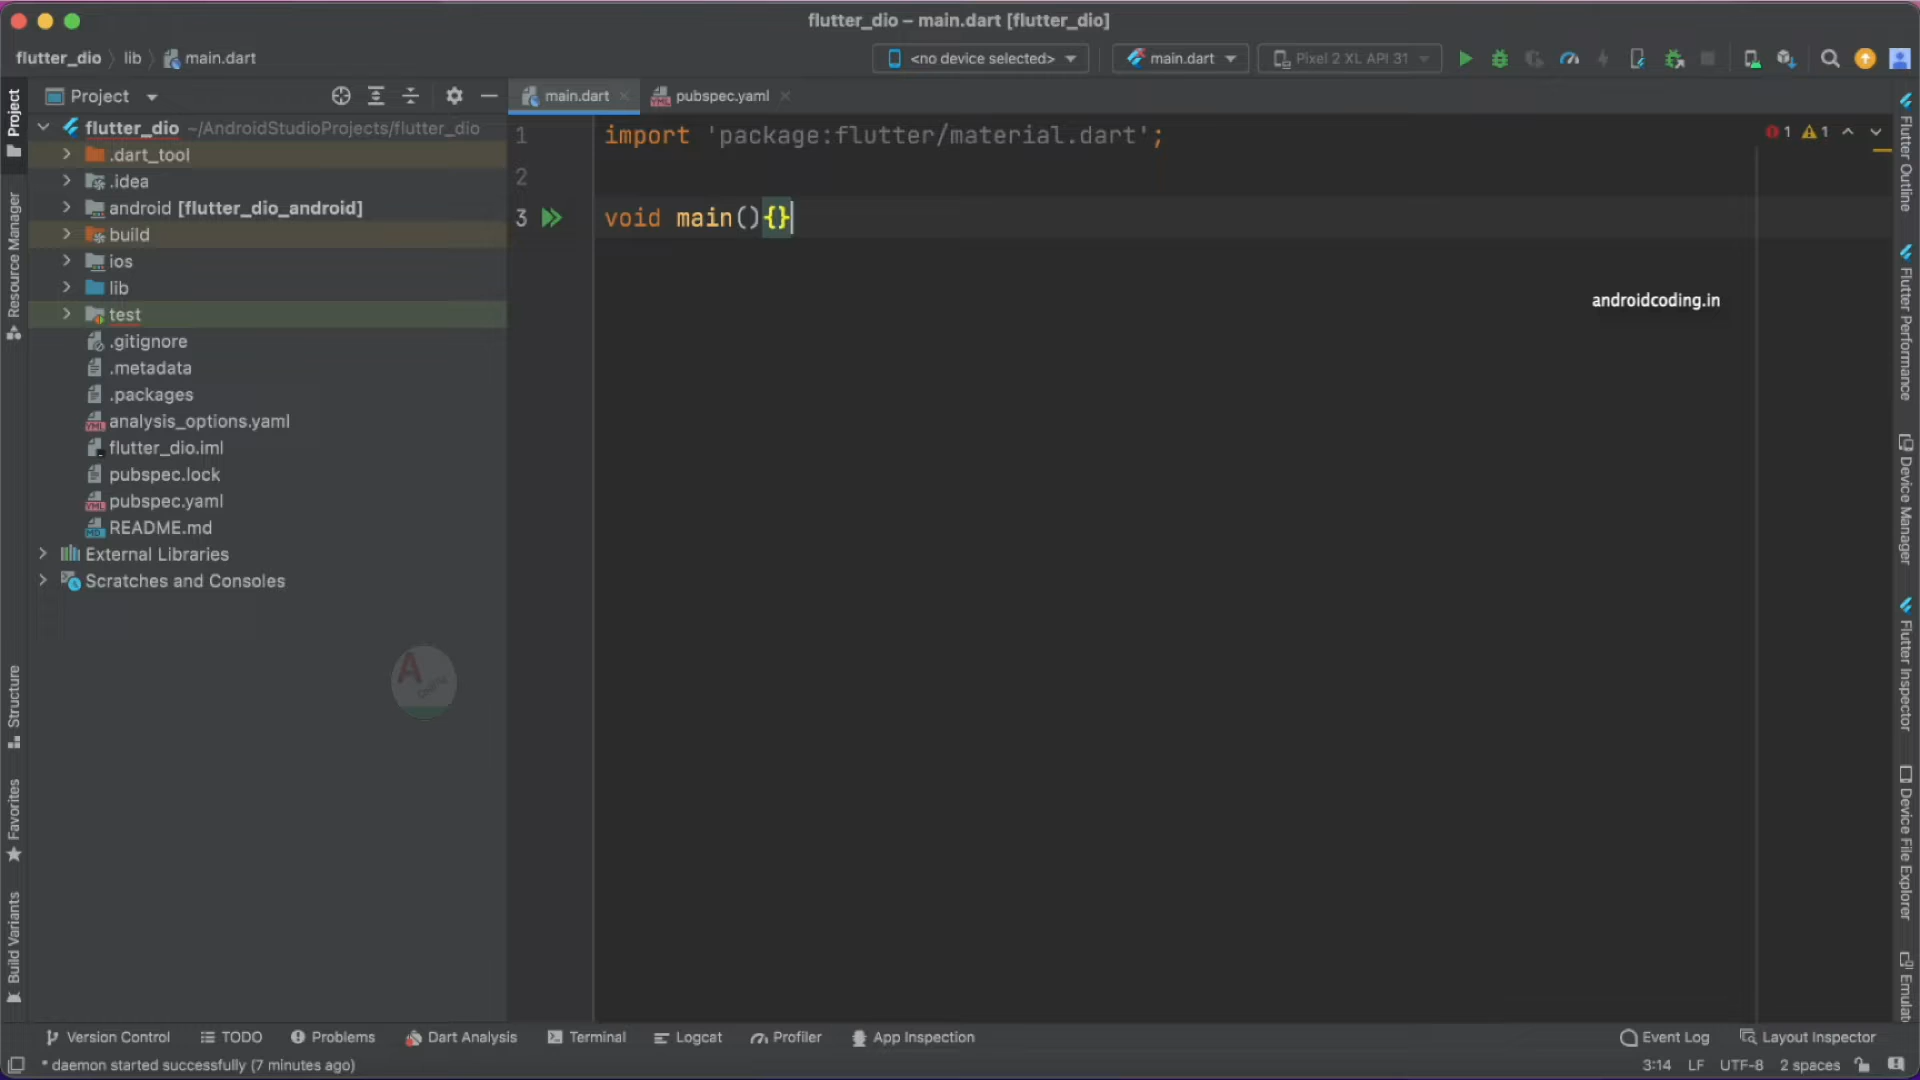 flutter_dio – main.dart [flutter_dio]
flutter_dio lib main.dart <no device selected> main.dart Pixel 2 XL API 31
Project
Project
Resource Manager
Structure
Favorites
Build Variants
flutter_dio ~/AndroidStudioProjects/flutter_dio
.dart_tool
.idea
android [flutter_dio_android]
build
ios
lib
test
.gitignore
.metadata
.packages
analysis_options.yaml
flutter_dio.iml
pubspec.lock
pubspec.yaml
README.md
External Libraries
Scratches and Consoles
main.dart pubspec.yaml
1 import 'package:flutter/material.dart';
2
3 void main(){}
1 1
androidcoding.in
Flutter Outline
Flutter Performance
Device Manager
Flutter Inspector
Device File Explorer
Emulat
Version Control TODO Problems Dart Analysis Terminal Logcat Profiler App Inspection Event Log Layout Inspector
* daemon started successfully (7 minutes ago) 3:14 LF UTF-8 2 spaces